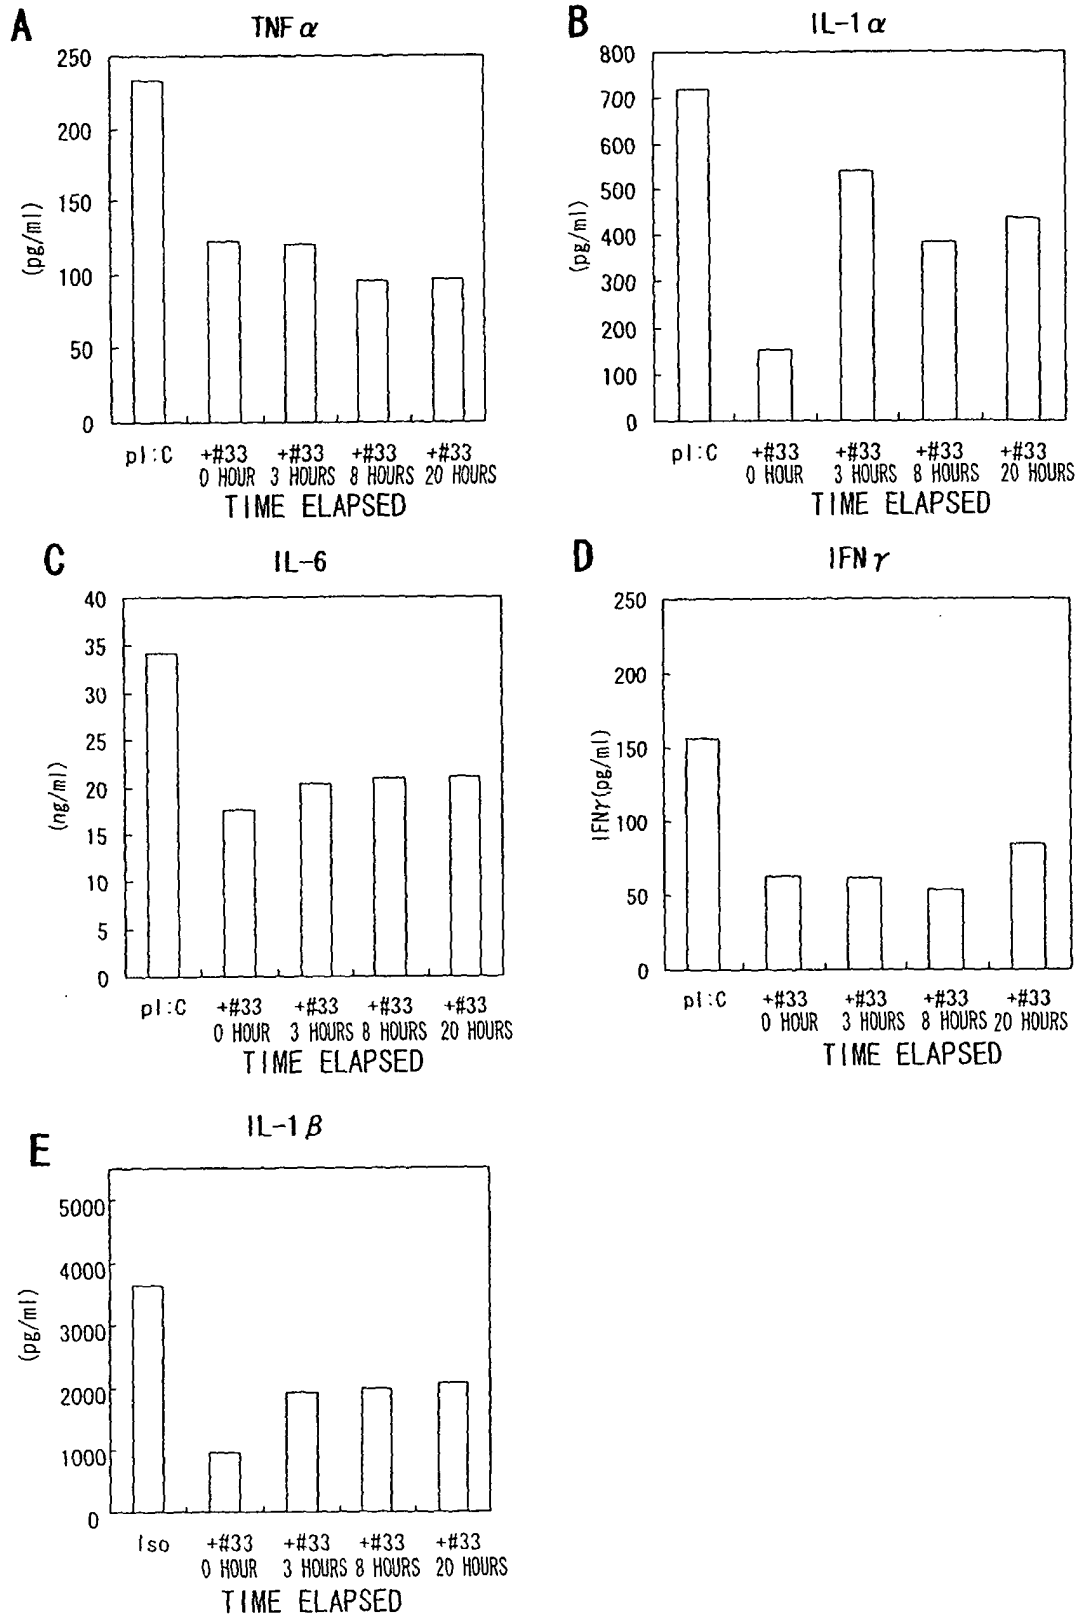 A
TNF α
250
200
150
100
50
0
(pg/ml)
pI:C +#33 +#33 +#33 +#33
0 HOUR 3 HOURS 8 HOURS 20 HOURS
TIME ELAPSED
B
IL-1 α
800
700
600
500
400
300
200
100
0
(pg/ml)
pI:C +#33 +#33 +#33 +#33
0 HOUR 3 HOURS 8 HOURS 20 HOURS
TIME ELAPSED
C
IL-6
40
35
30
25
20
15
10
5
0
(ng/ml)
pI:C +#33 +#33 +#33 +#33
0 HOUR 3 HOURS 8 HOURS 20 HOURS
TIME ELAPSED
D
IFN γ
250
200
150
100
50
0
IFNγ(pg/ml)
pI:C +#33 +#33 +#33 +#33
0 HOUR 3 HOURS 8 HOURS 20 HOURS
TIME ELAPSED
E
IL-1 β
5000
4000
3000
2000
1000
0
(pg/ml)
Iso +#33 +#33 +#33 +#33
0 HOUR 3 HOURS 8 HOURS 20 HOURS
TIME ELAPSED